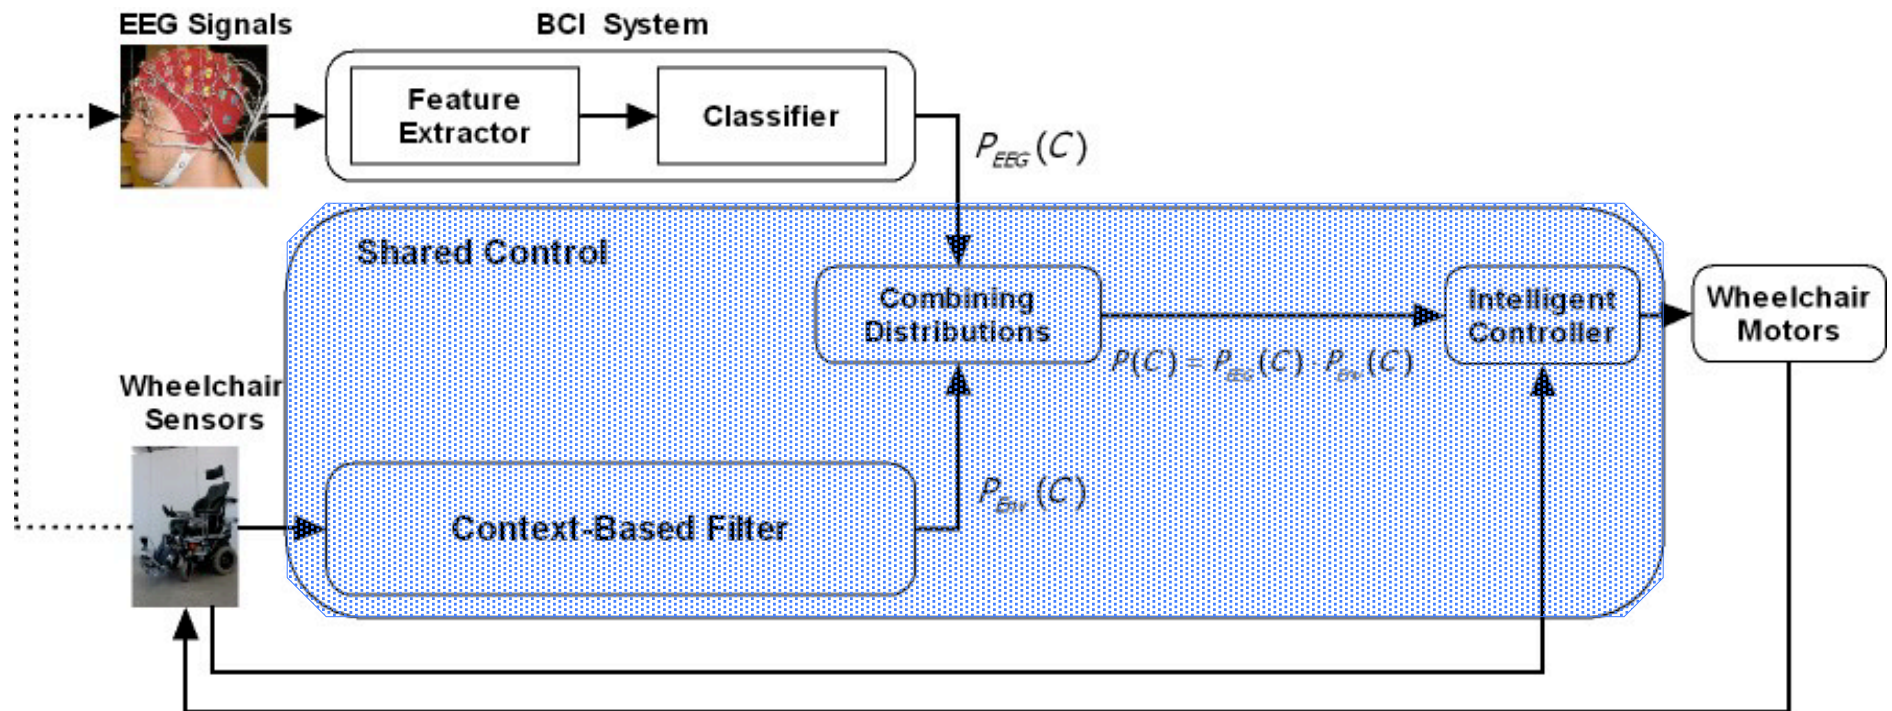 EEG Signals
BCI System
Feature
Extractor
Classifier
P_EEG(C)
Shared Control
Combining
Distributions
Intelligent
Controller
Wheelchair
Motors
P(C) = P_EEG(C) · P_Env(C)
Wheelchair
Sensors
Context-Based Filter
P_Env(C)